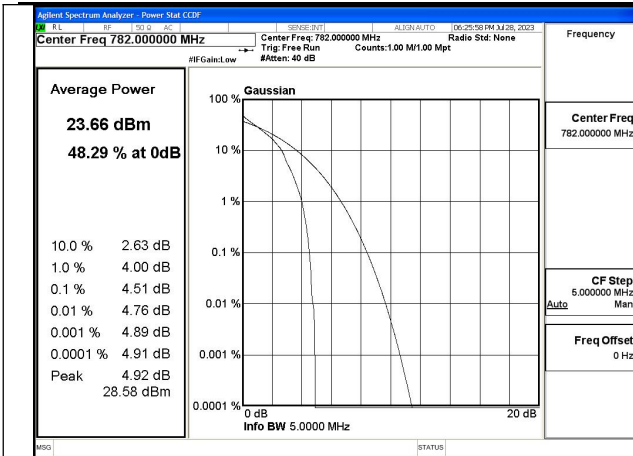 Agilent Spectrum Analyzer - Power Stat CCDF
RL RF 50 Ω AC SENSE:INT ALIGN AUTO 06:25:58 PM Jul 28, 2023
Center Freq 782.000000 MHz
Center Freq: 782.000000 MHz Radio Std: None
Trig: Free Run Counts:1.00 M/1.00 Mpt
#IFGain:Low #Atten: 40 dB
Frequency
Average Power
23.66 dBm
48.29 % at 0dB
10.0 % 2.63 dB
1.0 % 4.00 dB
0.1 % 4.51 dB
0.01 % 4.76 dB
0.001 % 4.89 dB
0.0001 % 4.91 dB
Peak 4.92 dB
28.58 dBm
Gaussian
100 %
10 %
1 %
0.1 %
0.01 %
0.001 %
0.0001 %
0 dB 20 dB
Info BW 5.0000 MHz
Center Freq
782.000000 MHz
CF Step
5.000000 MHz
Auto Man
Freq Offset
0 Hz
MSG STATUS